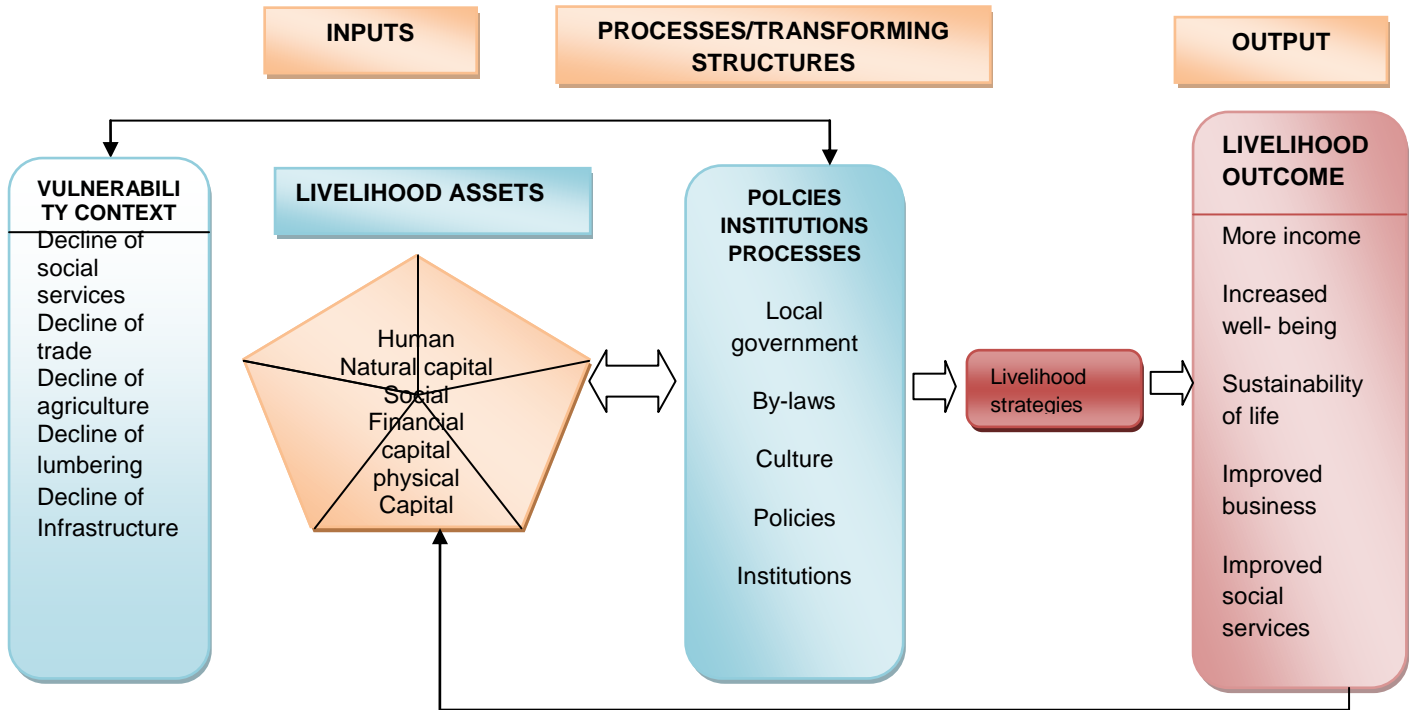 INPUTS
PROCESSES/TRANSFORMING
STRUCTURES
OUTPUT
VULNERABILI
TY CONTEXT
Decline of
social
services
Decline of
trade
Decline of
agriculture
Decline of
lumbering
Decline of
Infrastructure
LIVELIHOOD ASSETS
Human
Natural capital
Social
Financial
capital
physical
Capital
POLCIES
INSTITUTIONS
PROCESSES
Local
government
By-laws
Culture
Policies
Institutions
Livelihood
strategies
LIVELIHOOD
OUTCOME
More income
Increased
well- being
Sustainability
of life
Improved
business
Improved
social
services